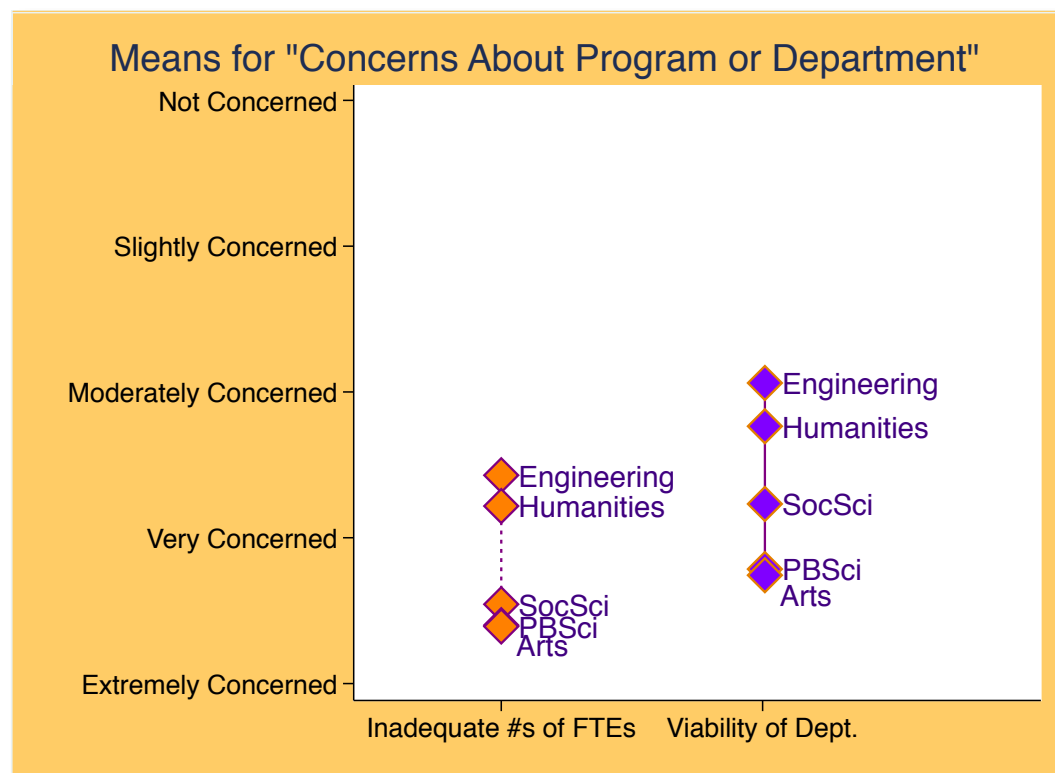 Means for "Concerns About Program or Department"
Not Concerned
Slightly Concerned
Moderately Concerned
Very Concerned
Extremely Concerned
Engineering
Humanities
SocSci
PBSci
Arts
Engineering
Humanities
SocSci
PBSci
Arts
Inadequate #s of FTEs
Viability of Dept.